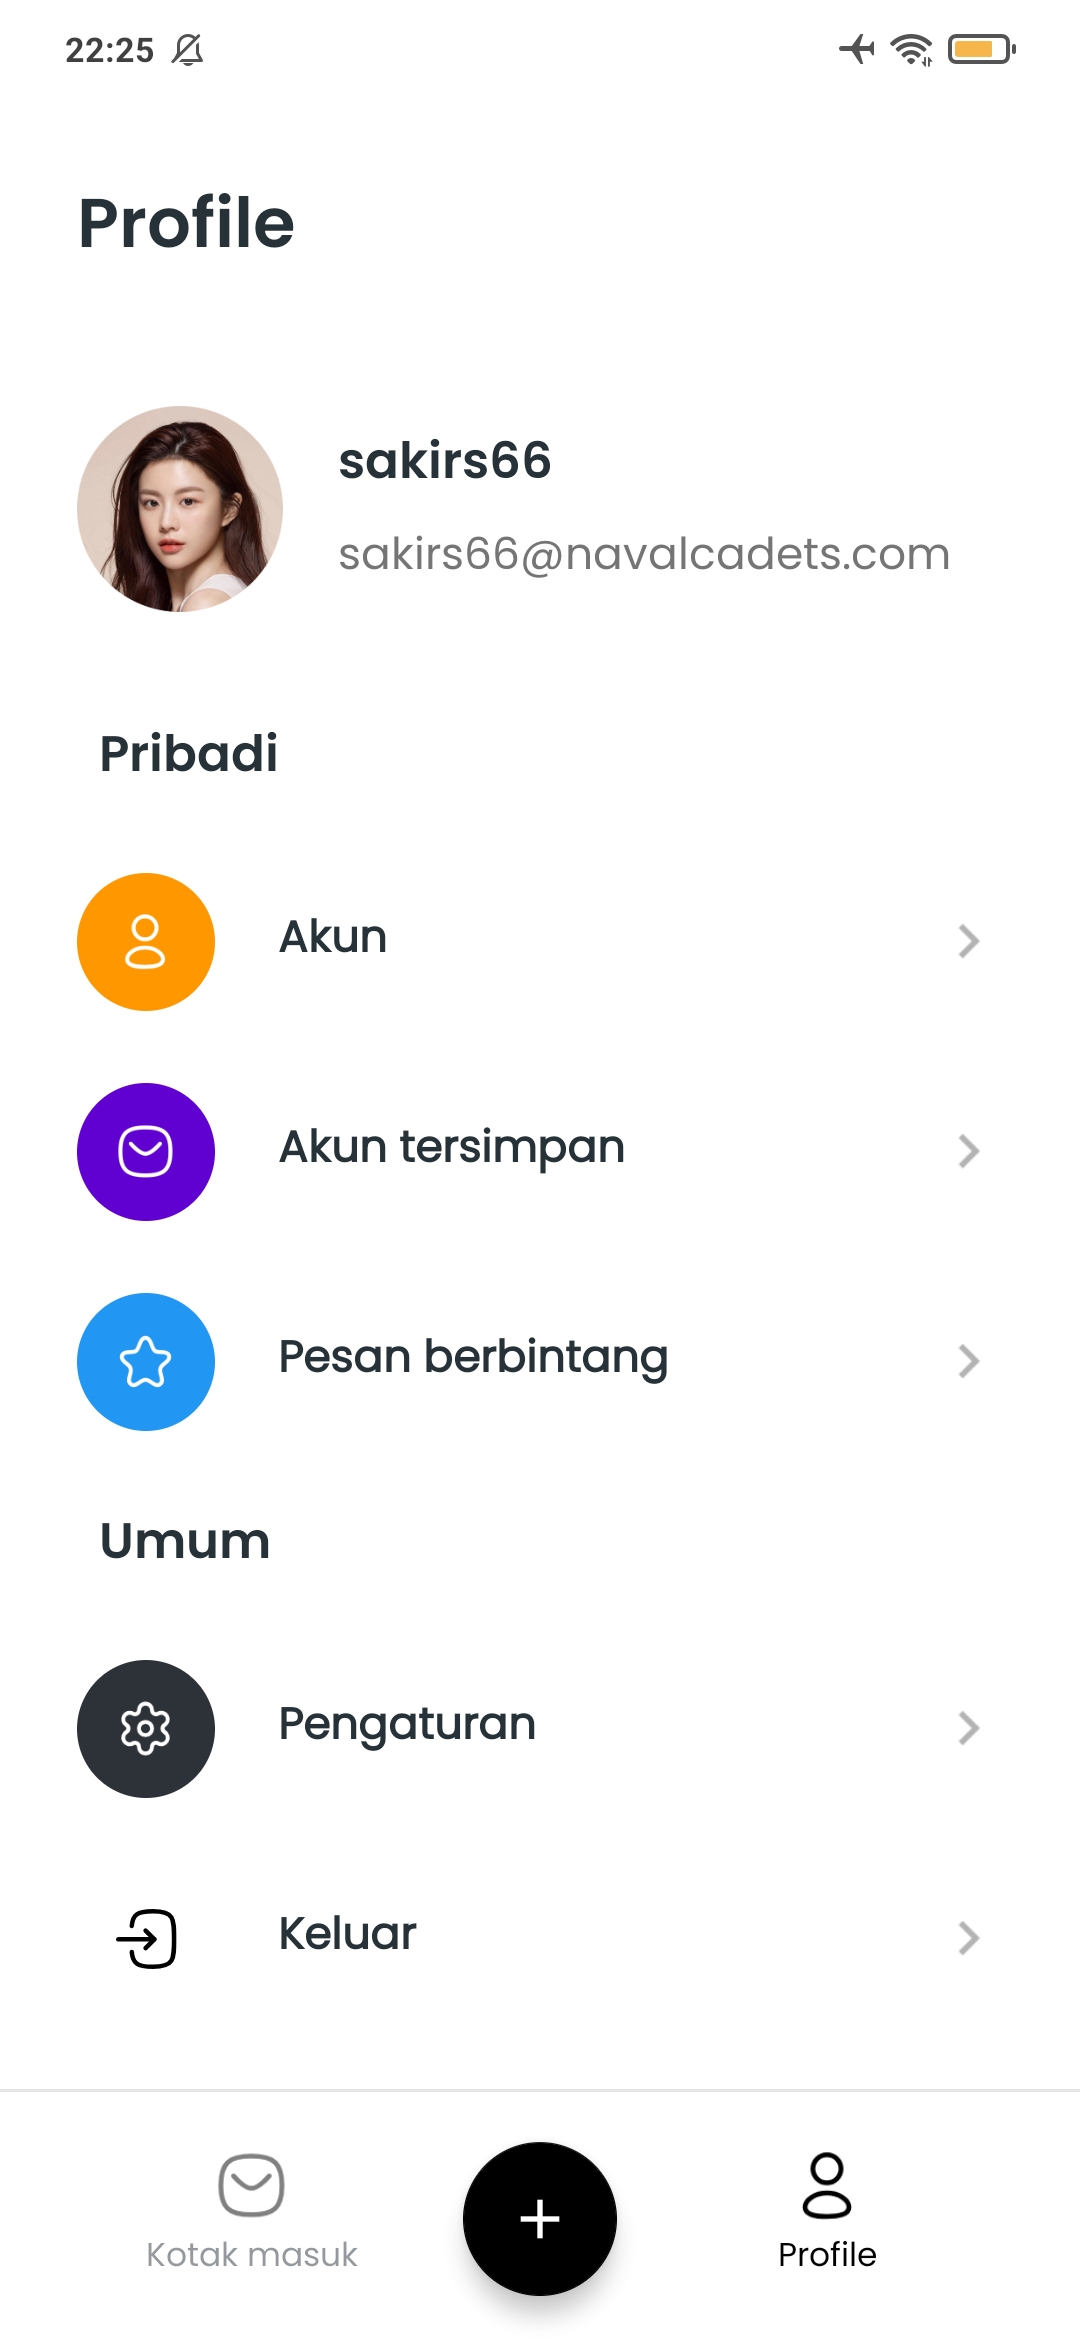 22:25
Profile
sakirs66
sakirs66@navalcadets.com
Pribadi
Akun
Akun tersimpan
Pesan berbintang
Umum
Pengaturan
Keluar
Kotak masuk
Profile